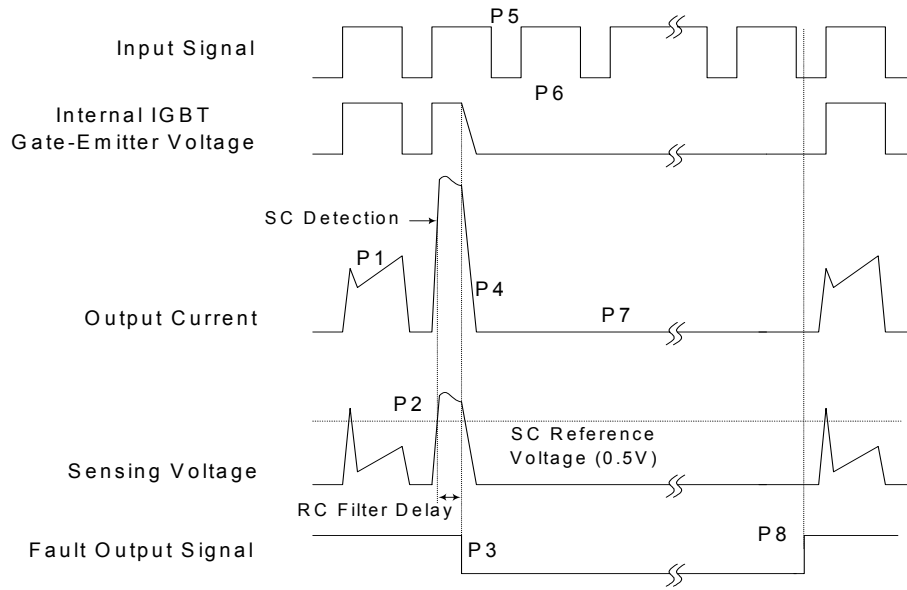 P5
Input Signal
P6
Internal IGBT
Gate-Emitter Voltage
SC Detection
P1
P4
Output Current
P7
P2
SC Reference
Voltage (0.5V)
Sensing Voltage
RC Filter Delay
Fault Output Signal
P3
P8